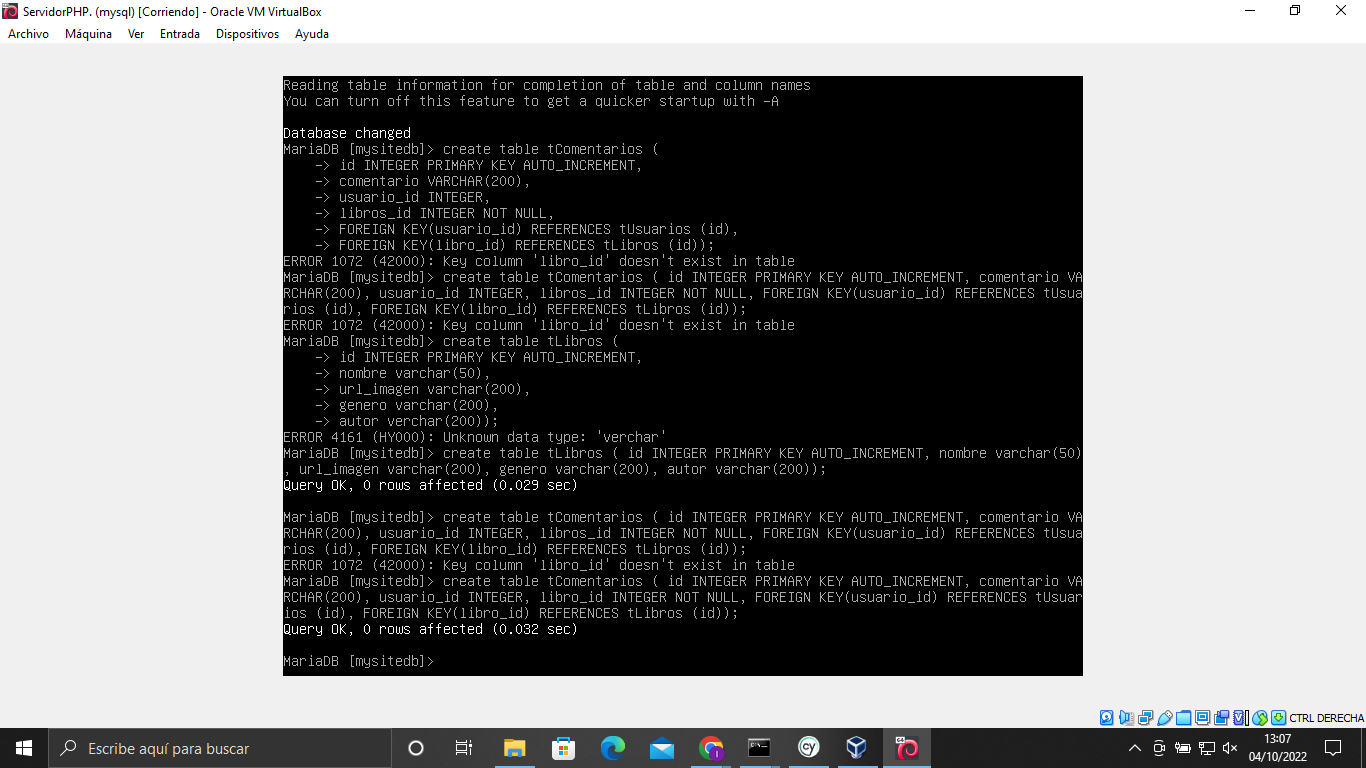 ServidorPHP. (mysql) [Corriendo] - Oracle VM VirtualBox
Archivo Máquina Ver Entrada Dispositivos Ayuda
Reading table information for completion of table and column names
You can turn off this feature to get a quicker startup with -A
Database changed
MariaDB [mysitedb]> create table tComentarios (
    -> id INTEGER PRIMARY KEY AUTO_INCREMENT,
    -> comentario VARCHAR(200),
    -> usuario_id INTEGER,
    -> libros_id INTEGER NOT NULL,
    -> FOREIGN KEY(usuario_id) REFERENCES tUsuarios (id),
    -> FOREIGN KEY(libro_id) REFERENCES tLibros (id));
ERROR 1072 (42000): Key column 'libro_id' doesn't exist in table
MariaDB [mysitedb]> create table tComentarios ( id INTEGER PRIMARY KEY AUTO_INCREMENT, comentario VA
RCHAR(200), usuario_id INTEGER, libros_id INTEGER NOT NULL, FOREIGN KEY(usuario_id) REFERENCES tUsua
rios (id), FOREIGN KEY(libro_id) REFERENCES tLibros (id));
ERROR 1072 (42000): Key column 'libro_id' doesn't exist in table
MariaDB [mysitedb]> create table tLibros (
    -> id INTEGER PRIMARY KEY AUTO_INCREMENT,
    -> nombre varchar(50),
    -> url_imagen varchar(200),
    -> genero varchar(200),
    -> autor verchar(200));
ERROR 4161 (HY000): Unknown data type: 'verchar'
MariaDB [mysitedb]> create table tLibros ( id INTEGER PRIMARY KEY AUTO_INCREMENT, nombre varchar(50)
, url_imagen varchar(200), genero varchar(200), autor varchar(200));
Query OK, 0 rows affected (0.029 sec)
MariaDB [mysitedb]> create table tComentarios ( id INTEGER PRIMARY KEY AUTO_INCREMENT, comentario VA
RCHAR(200), usuario_id INTEGER, libros_id INTEGER NOT NULL, FOREIGN KEY(usuario_id) REFERENCES tUsua
rios (id), FOREIGN KEY(libro_id) REFERENCES tLibros (id));
ERROR 1072 (42000): Key column 'libro_id' doesn't exist in table
MariaDB [mysitedb]> create table tComentarios ( id INTEGER PRIMARY KEY AUTO_INCREMENT, comentario VA
RCHAR(200), usuario_id INTEGER, libro_id INTEGER NOT NULL, FOREIGN KEY(usuario_id) REFERENCES tUsuar
ios (id), FOREIGN KEY(libro_id) REFERENCES tLibros (id));
Query OK, 0 rows affected (0.032 sec)
MariaDB [mysitedb]>
CTRL DERECHA
Escribe aquí para buscar
CY
13:07
04/10/2022